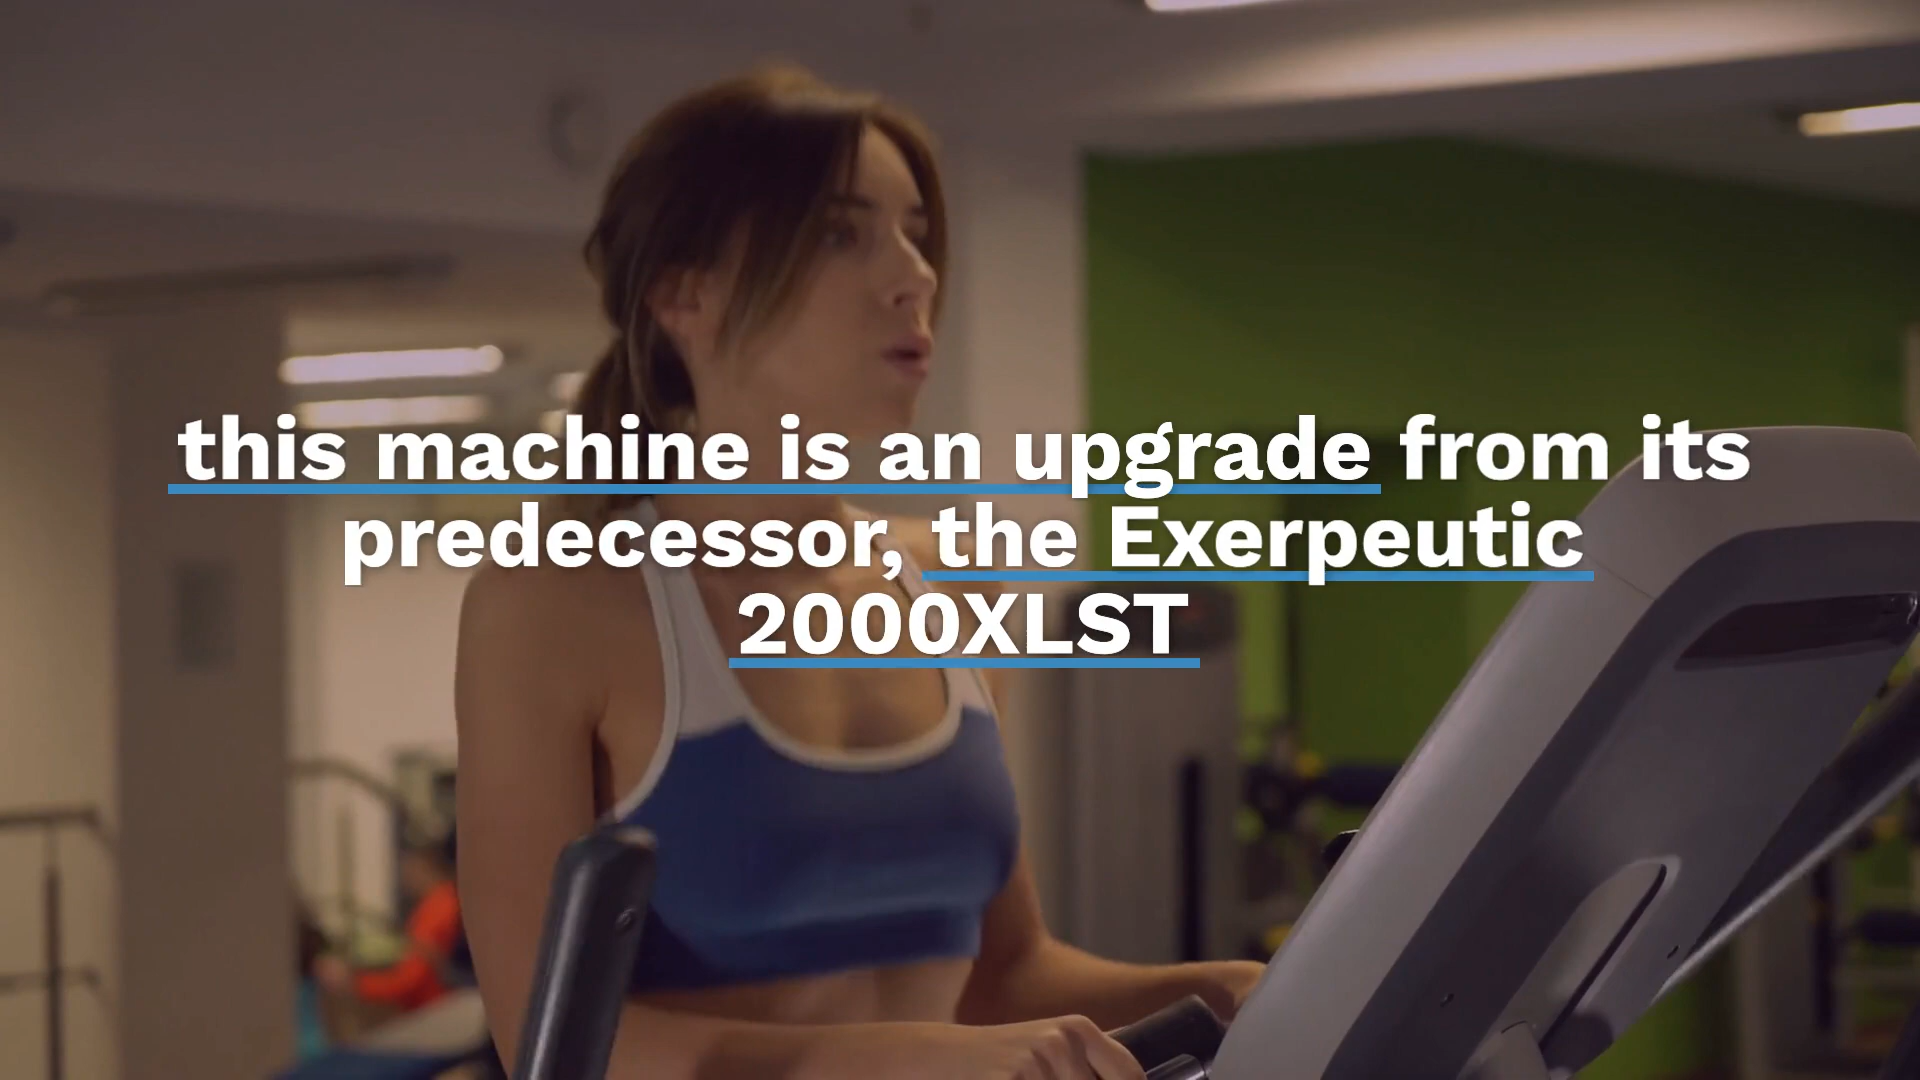 this machine is an upgrade from its
predecessor, the Exerpeutic
2000XLST